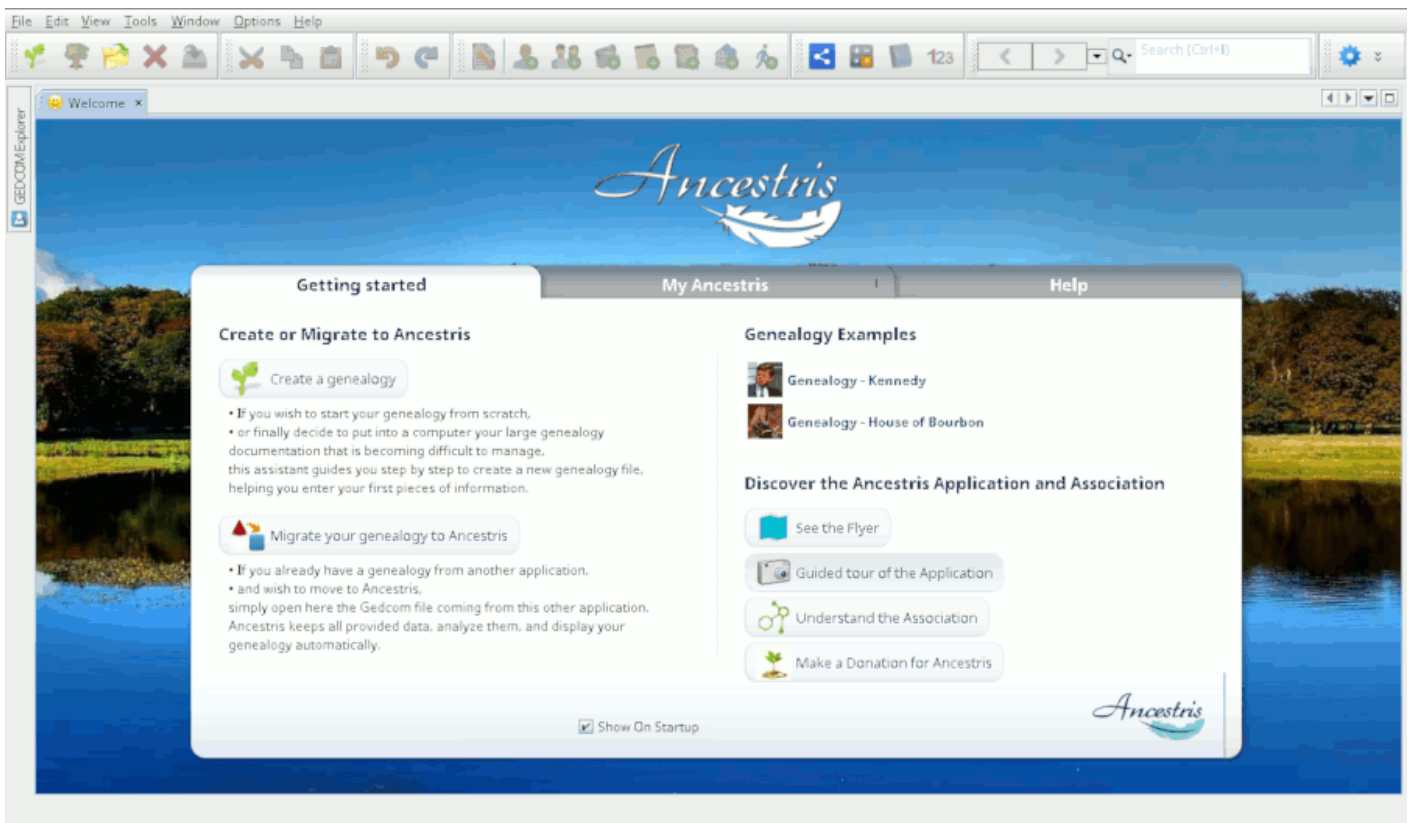 File Edit View Tools Window Options Help
123
Search (Ctrl+I)
Welcome
GEDCOM Explorer
Ancestris
Getting started
My Ancestris
Help
Create or Migrate to Ancestris
Create a genealogy
• If you wish to start your genealogy from scratch,
• or finally decide to put into a computer your large genealogy
documentation that is becoming difficult to manage,
this assistant guides you step by step to create a new genealogy file,
helping you enter your first pieces of information.
Migrate your genealogy to Ancestris
• If you already have a genealogy from another application,
• and wish to move to Ancestris,
simply open here the Gedcom file coming from this other application.
Ancestris keeps all provided data, analyze them, and display your
genealogy automatically.
Genealogy Examples
Genealogy - Kennedy
Genealogy - House of Bourbon
Discover the Ancestris Application and Association
See the Flyer
Guided tour of the Application
Understand the Association
Make a Donation for Ancestris
Show On Startup
Ancestris